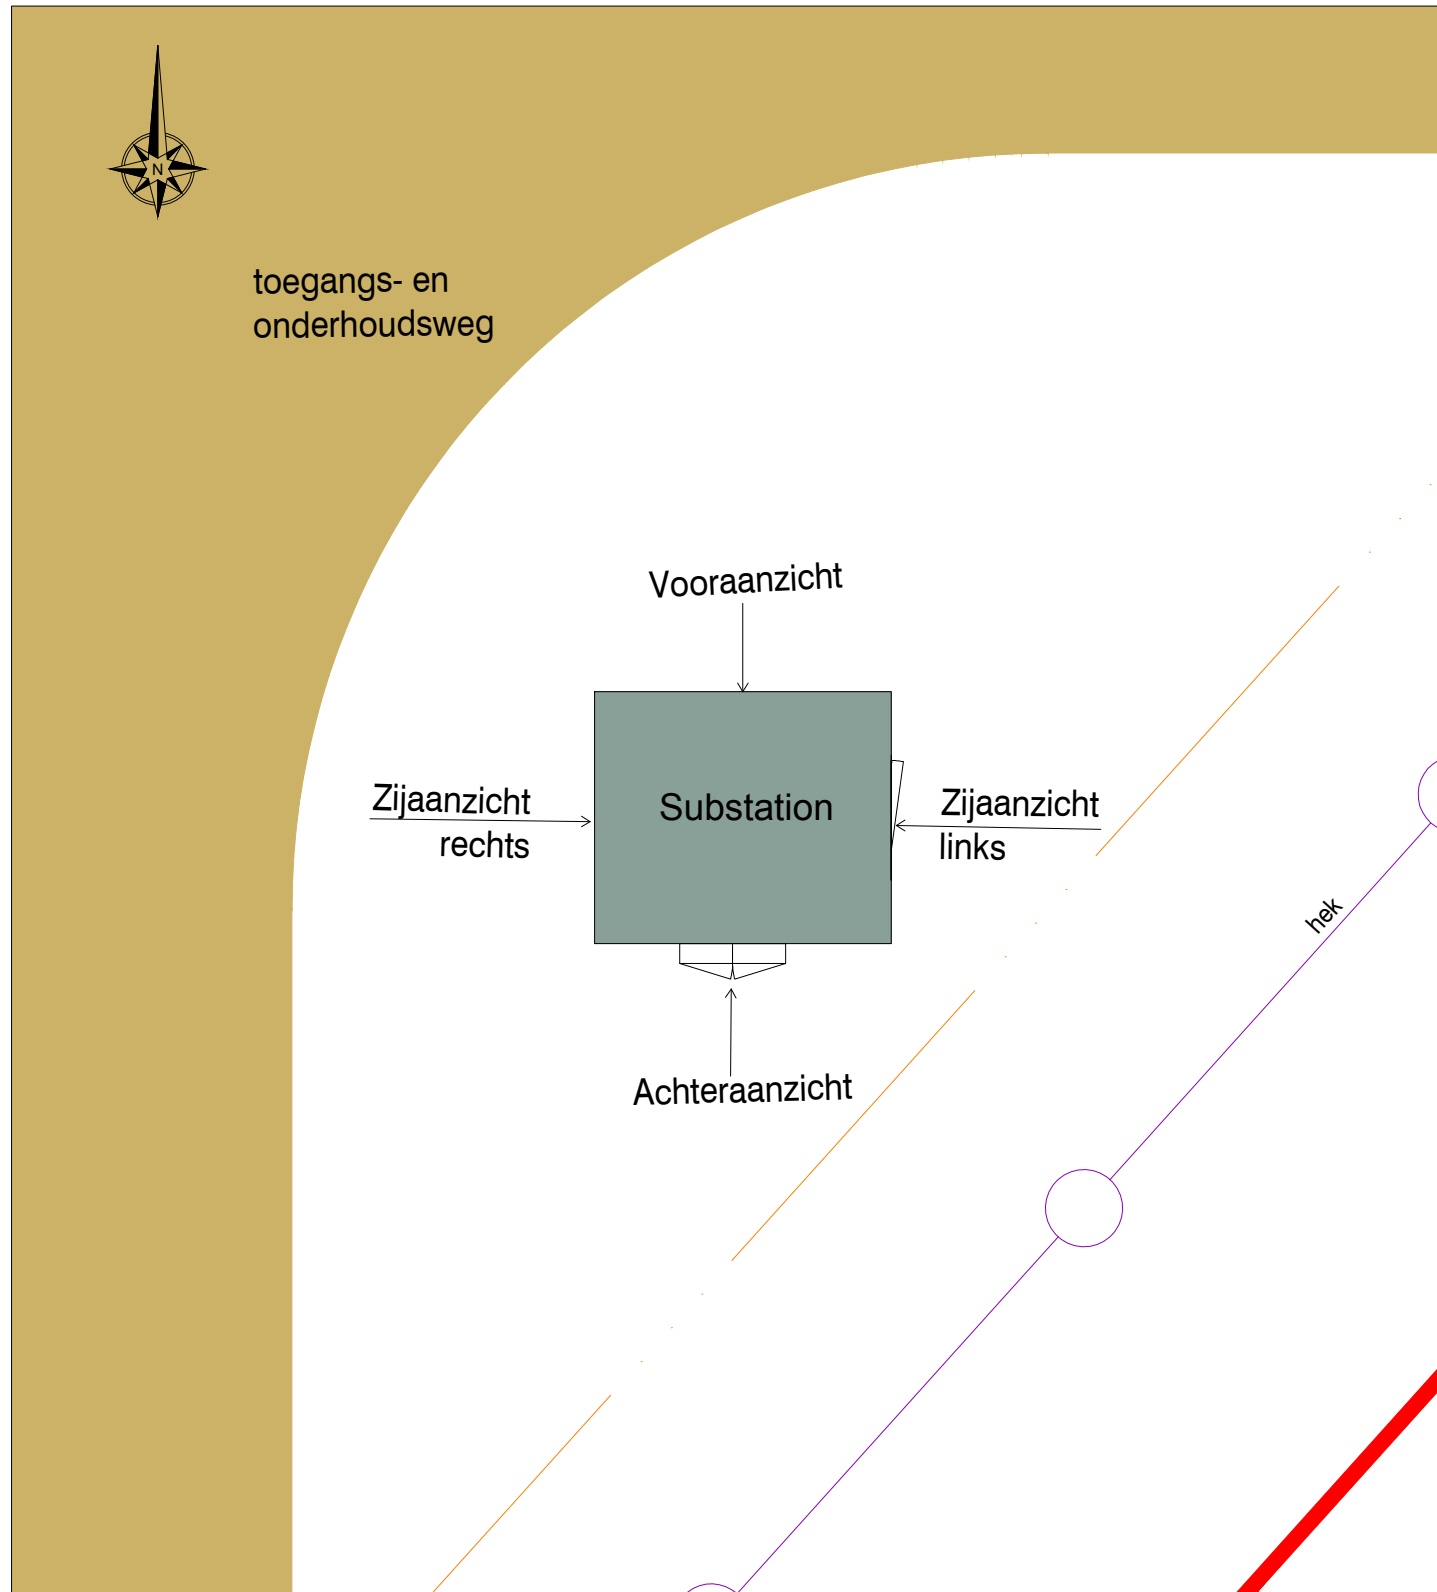 N
toegangs- en
onderhoudsweg
Vooraanzicht
Zijaanzicht
rechts
Substation
Zijaanzicht
links
hek
Achteraanzicht